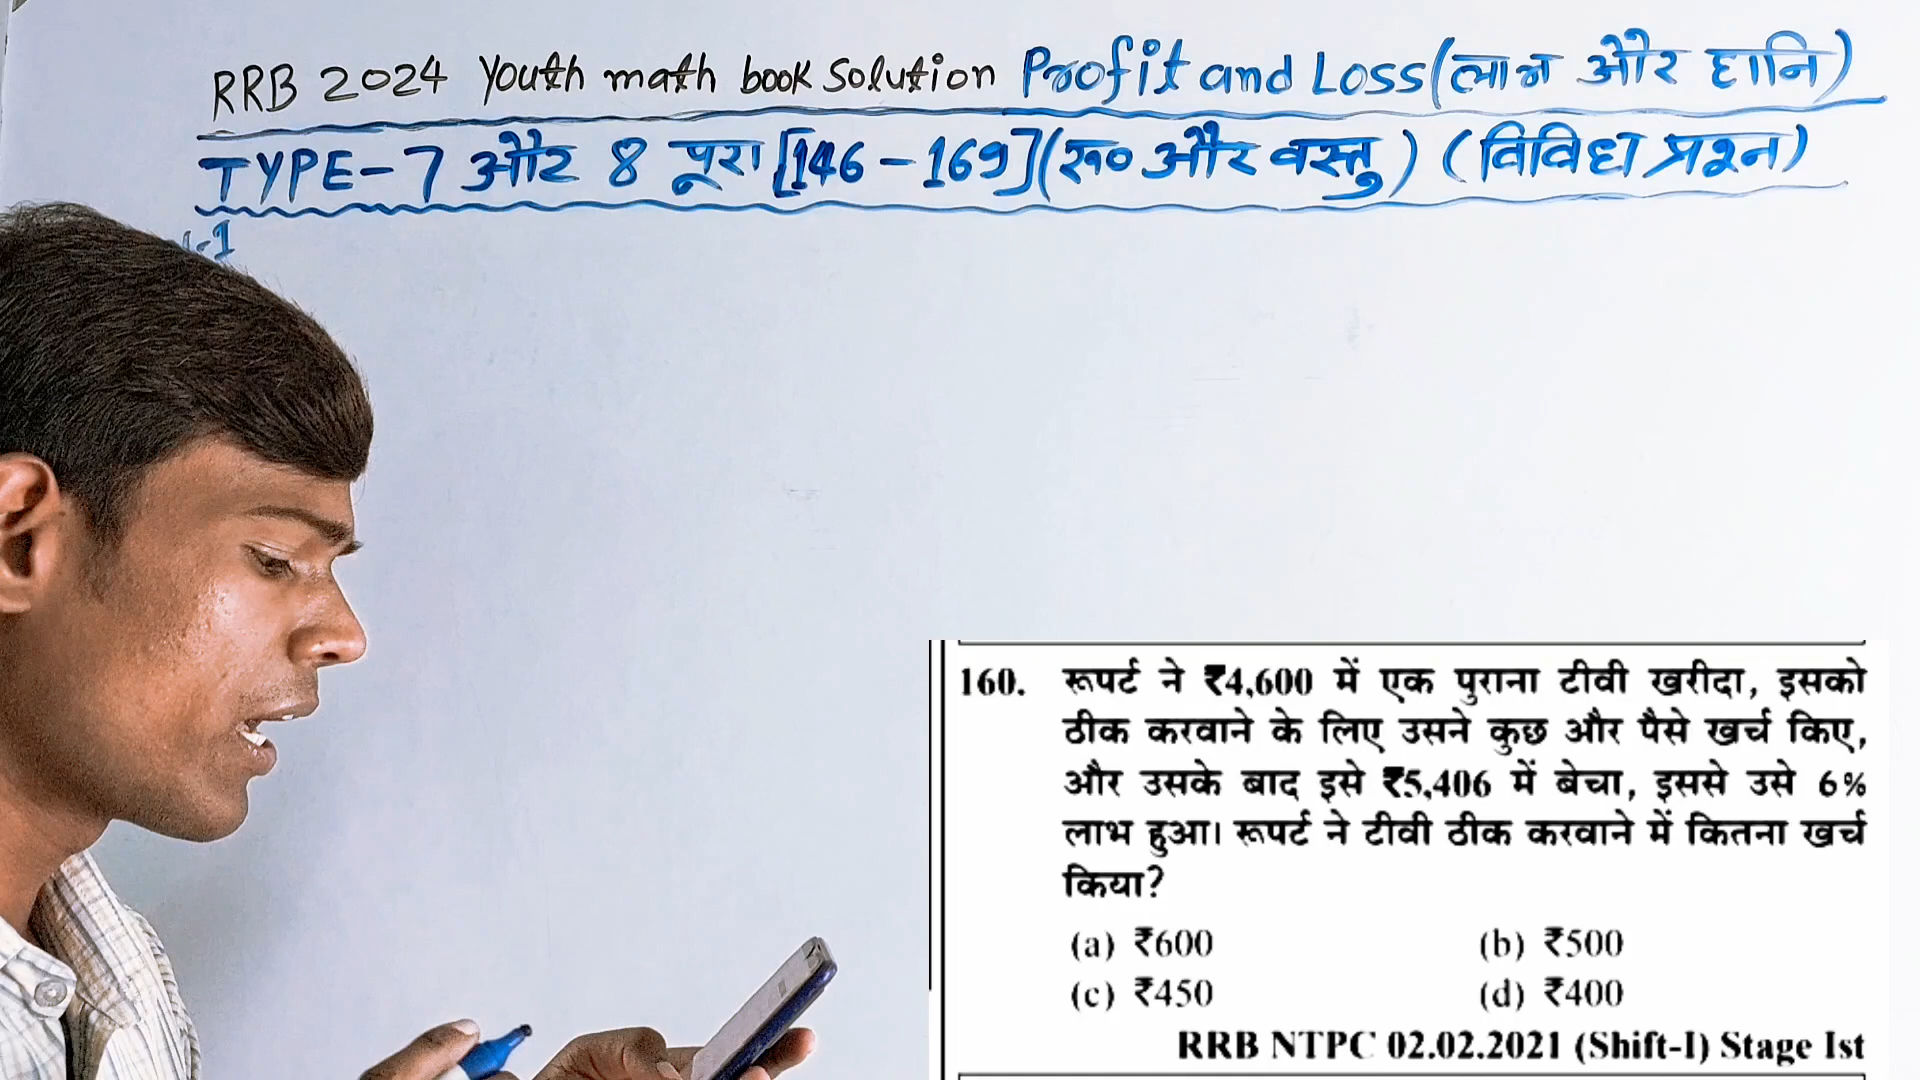 RRB 2024 Youth math book Solution Profit and Loss (लाभ और हानि)
TYPE-7 और 8 पूरा [146-169] (रू० और वस्तु) (विविध प्रश्न)
-1
160. रूपर्ट ने ₹4,600 में एक पुराना टीवी खरीदा, इसको
ठीक करवाने के लिए उसने कुछ और पैसे खर्च किए,
और उसके बाद इसे ₹5,406 में बेचा, इससे उसे 6%
लाभ हुआ। रूपर्ट ने टीवी ठीक करवाने में कितना खर्च
किया?
(a) ₹600 (b) ₹500
(c) ₹450 (d) ₹400
RRB NTPC 02.02.2021 (Shift-I) Stage Ist